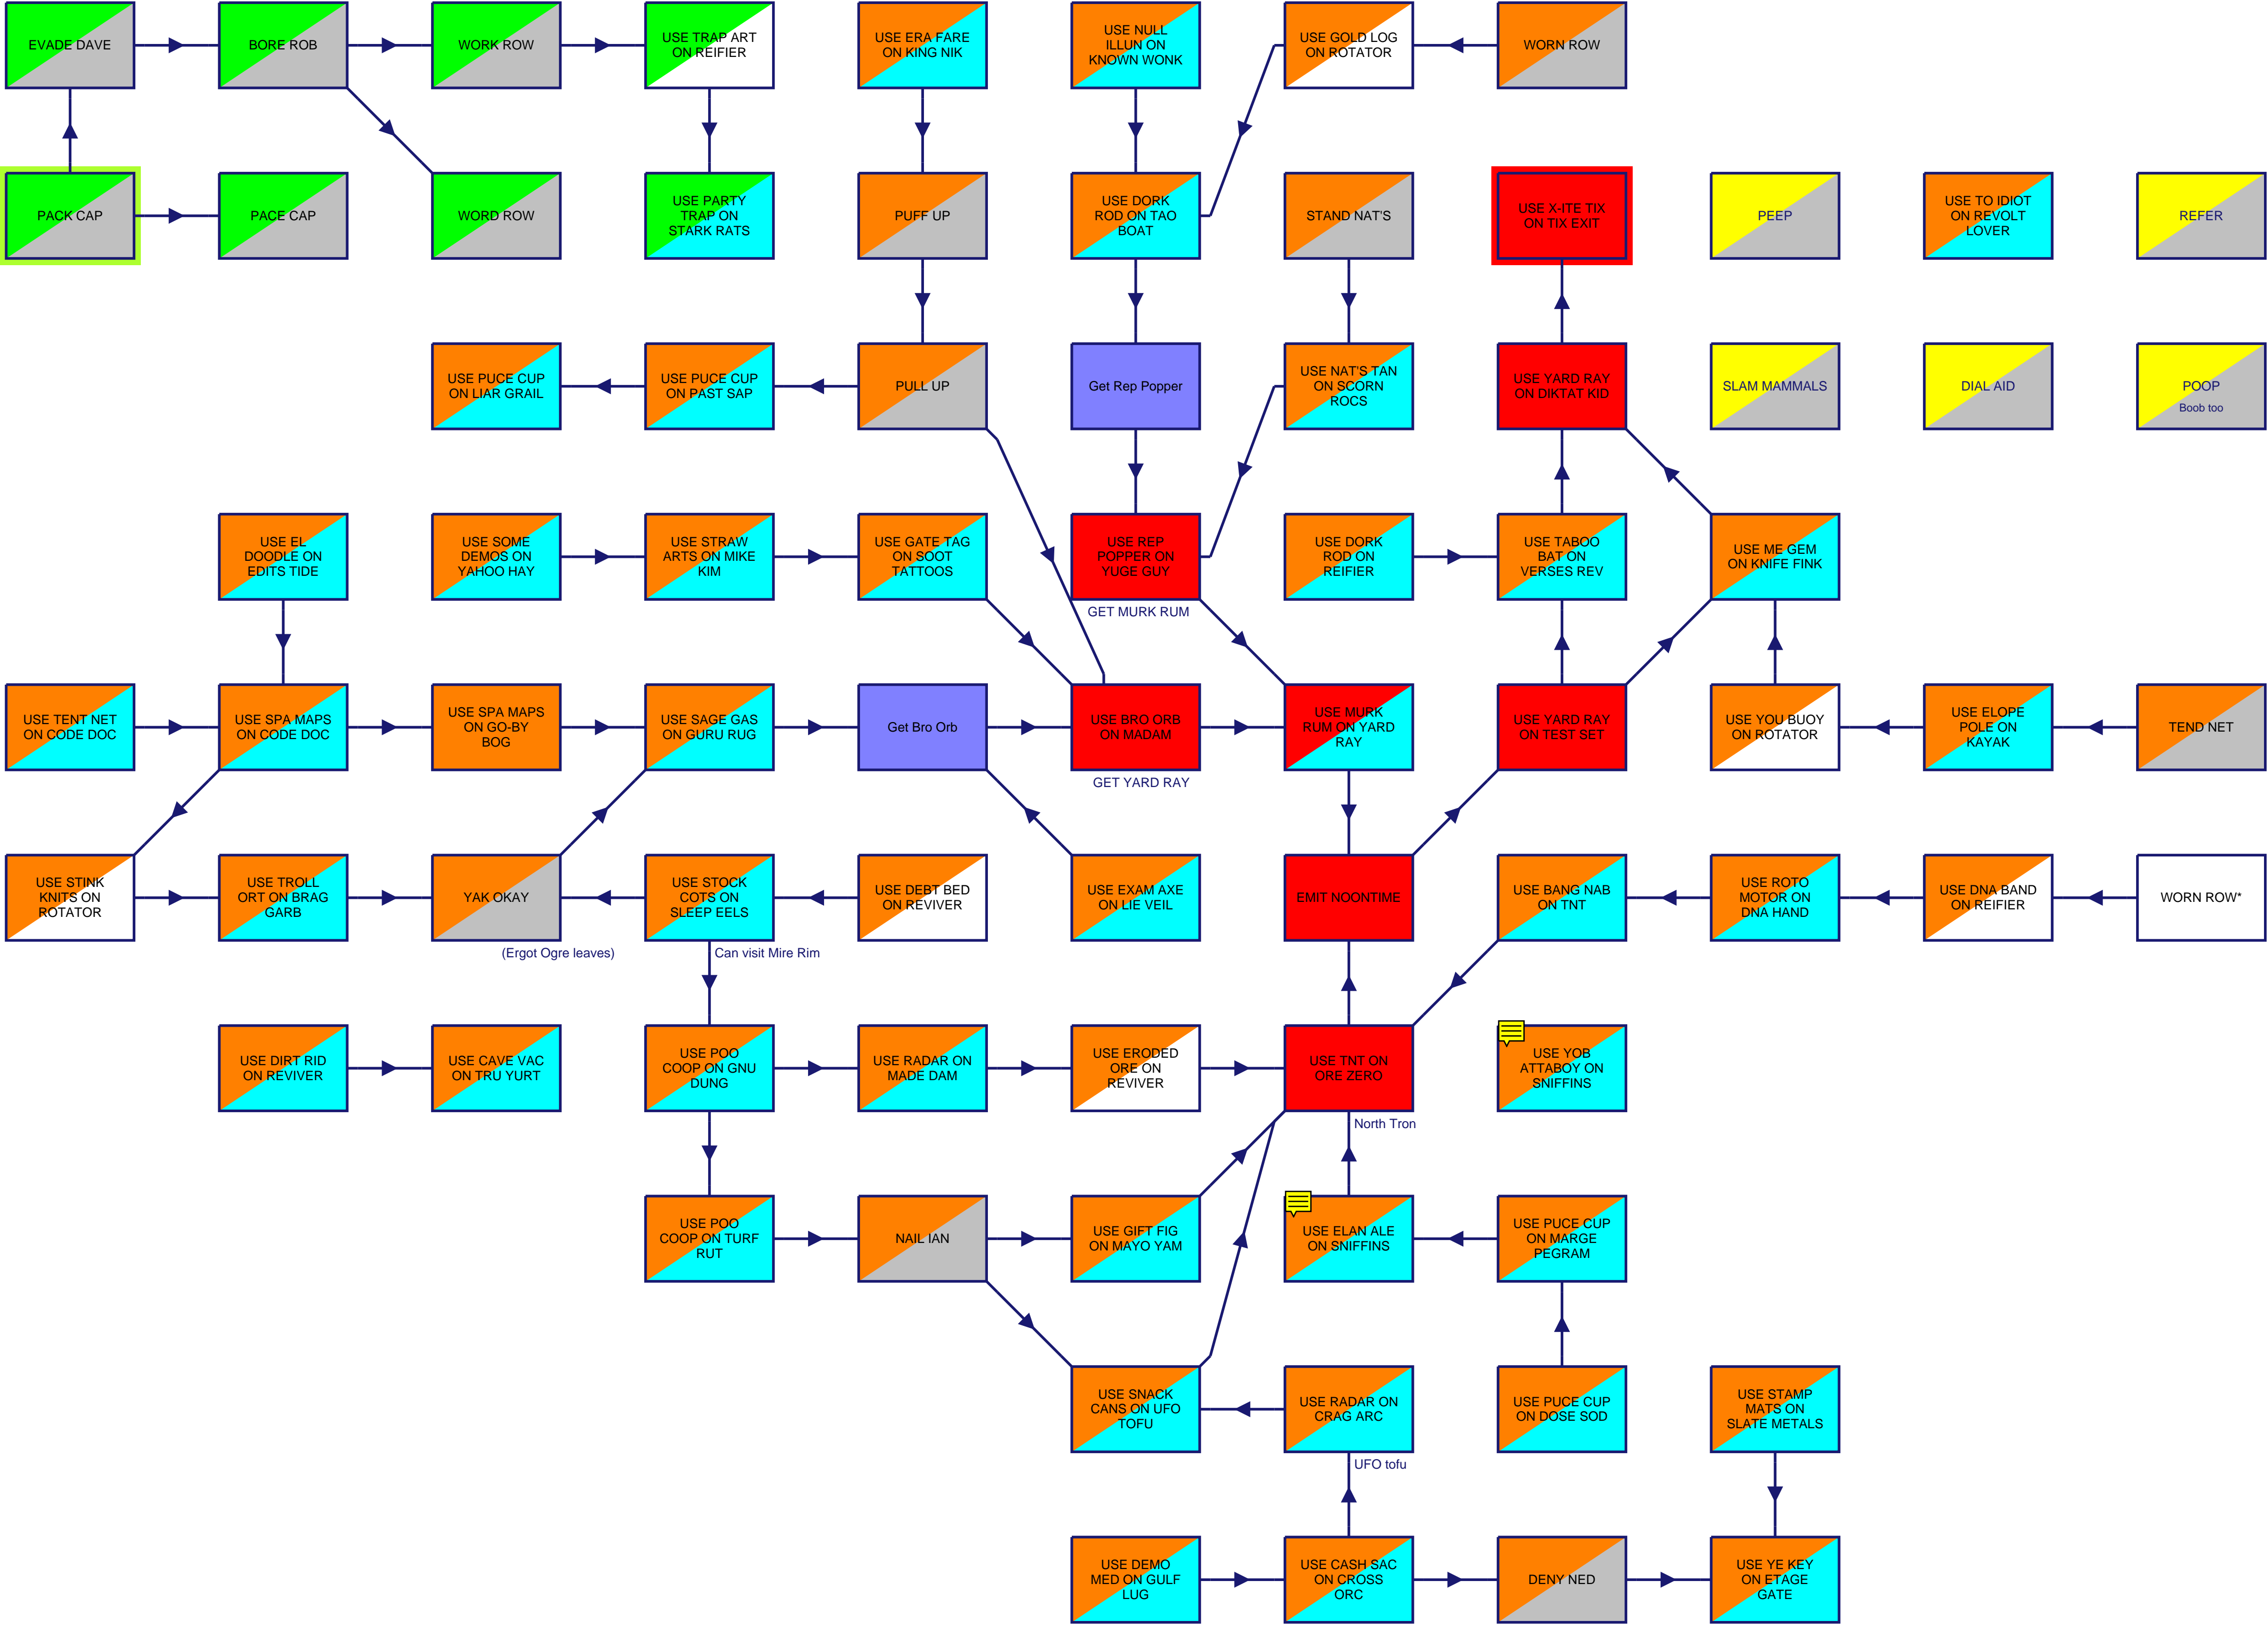 EVADE DAVE
BORE ROB
WORK ROW
USE TRAP ART
ON REIFIER
USE ERA FARE
ON KING NIK
USE NULL
ILLUN ON
KNOWN WONK
USE GOLD LOG
ON ROTATOR
WORN ROW
PACK CAP
PACE CAP
WORD ROW
USE PARTY
TRAP ON
STARK RATS
PUFF UP
USE DORK
ROD ON TAO
BOAT
STAND NAT'S
USE X-ITE TIX
ON TIX EXIT
PEEP
USE TO IDIOT
ON REVOLT
LOVER
REFER
USE PUCE CUP
ON LIAR GRAIL
USE PUCE CUP
ON PAST SAP
PULL UP
Get Rep Popper
USE NAT'S TAN
ON SCORN
ROCS
USE YARD RAY
ON DIKTAT KID
SLAM MAMMALS
DIAL AID
POOP
Boob too
USE EL
DOODLE ON
EDITS TIDE
USE SOME
DEMOS ON
YAHOO HAY
USE STRAW
ARTS ON MIKE
KIM
USE GATE TAG
ON SOOT
TATTOOS
USE REP
POPPER ON
YUGE GUY
GET MURK RUM
USE DORK
ROD ON
REIFIER
USE TABOO
BAT ON
VERSES REV
USE ME GEM
ON KNIFE FINK
USE TENT NET
ON CODE DOC
USE SPA MAPS
ON CODE DOC
USE SPA MAPS
ON GO-BY
BOG
USE SAGE GAS
ON GURU RUG
Get Bro Orb
USE BRO ORB
ON MADAM
GET YARD RAY
USE MURK
RUM ON YARD
RAY
USE YARD RAY
ON TEST SET
USE YOU BUOY
ON ROTATOR
USE ELOPE
POLE ON
KAYAK
TEND NET
USE STINK
KNITS ON
ROTATOR
USE TROLL
ORT ON BRAG
GARB
YAK OKAY
(Ergot Ogre leaves)
USE STOCK
COTS ON
SLEEP EELS
Can visit Mire Rim
USE DEBT BED
ON REVIVER
USE EXAM AXE
ON LIE VEIL
EMIT NOONTIME
USE BANG NAB
ON TNT
USE ROTO
MOTOR ON
DNA HAND
USE DNA BAND
ON REIFIER
WORN ROW*
USE DIRT RID
ON REVIVER
USE CAVE VAC
ON TRU YURT
USE POO
COOP ON GNU
DUNG
USE RADAR ON
MADE DAM
USE ERODED
ORE ON
REVIVER
USE TNT ON
ORE ZERO
North Tron
USE YOB
ATTABOY ON
SNIFFINS
USE POO
COOP ON TURF
RUT
NAIL IAN
USE GIFT FIG
ON MAYO YAM
USE ELAN ALE
ON SNIFFINS
USE PUCE CUP
ON MARGE
PEGRAM
USE SNACK
CANS ON UFO
TOFU
USE RADAR ON
CRAG ARC
UFO tofu
USE PUCE CUP
ON DOSE SOD
USE STAMP
MATS ON
SLATE METALS
USE DEMO
MED ON GULF
LUG
USE CASH SAC
ON CROSS
ORC
DENY NED
USE YE KEY
ON ETAGE
GATE